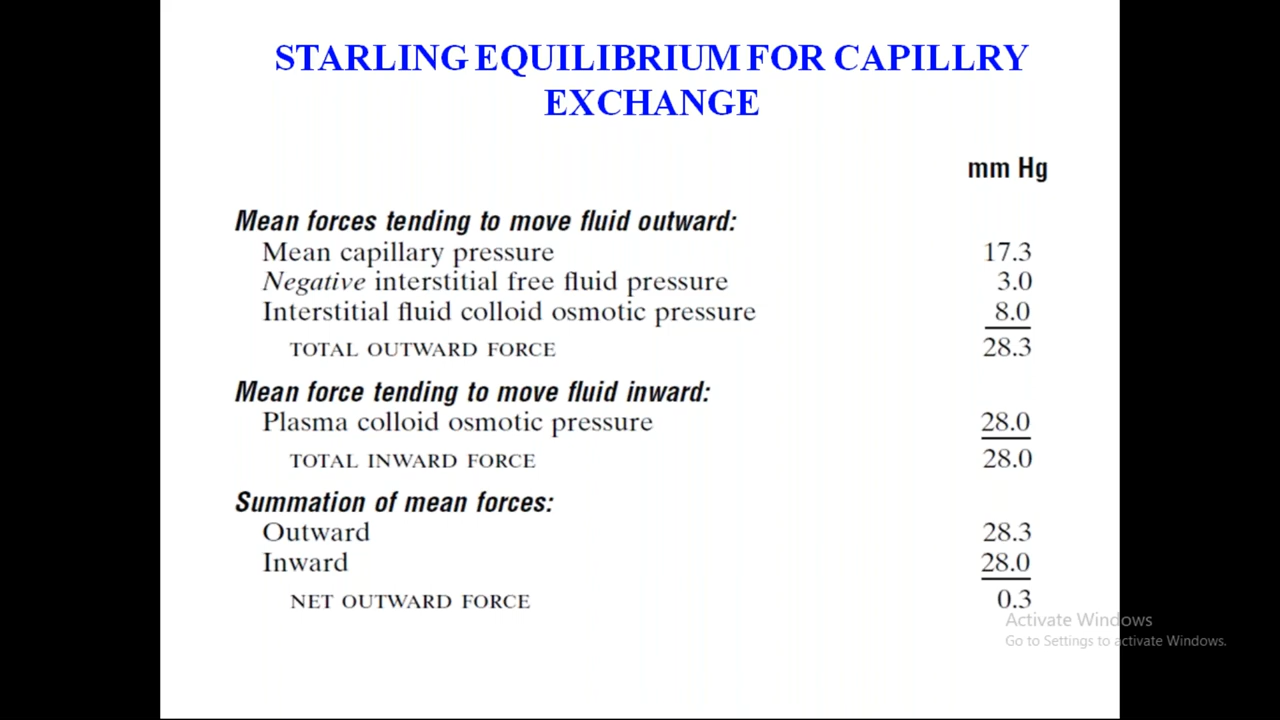 STARLING EQUILIBRIUM FOR CAPILLRY
EXCHANGE
mm Hg
Mean forces tending to move fluid outward:
Mean capillary pressure 17.3
Negative interstitial free fluid pressure 3.0
Interstitial fluid colloid osmotic pressure 8.0
TOTAL OUTWARD FORCE 28.3
Mean force tending to move fluid inward:
Plasma colloid osmotic pressure 28.0
TOTAL INWARD FORCE 28.0
Summation of mean forces:
Outward 28.3
Inward 28.0
NET OUTWARD FORCE 0.3
Activate Windows
Go to Settings to activate Windows.